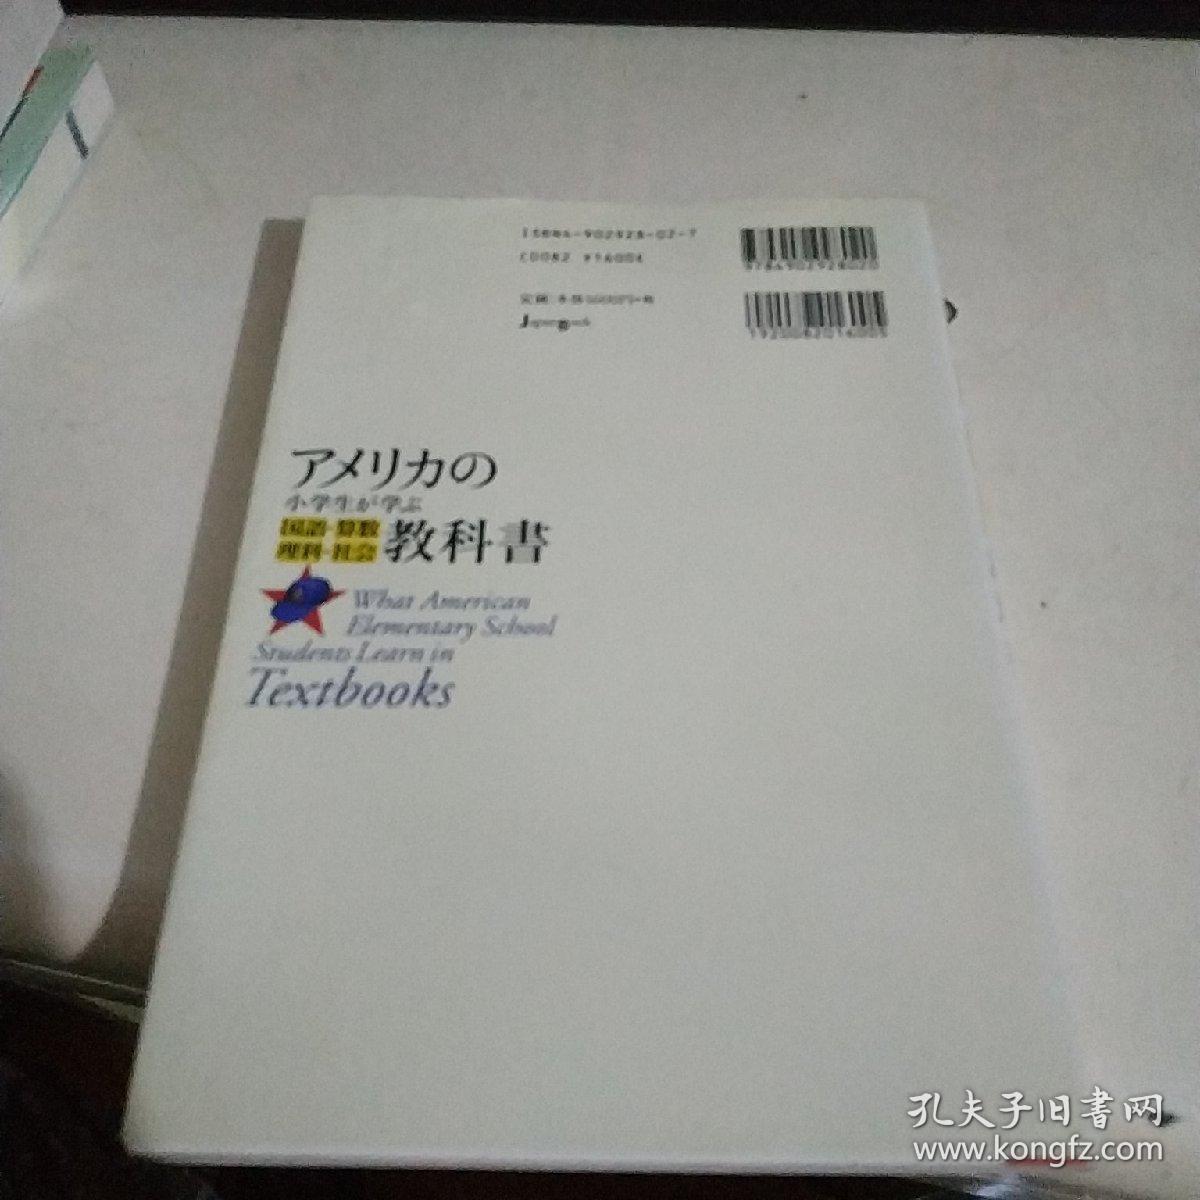 ISBN4-902928-02-7
C0082 ¥1600E
9784902928020
1920082016005
アメリカの
小学生が学ぶ
国語・算数
理科・社会
教科書
What American
Elementary School
Students Learn in
Textbooks
孔夫子旧书网
www.kongfz.com